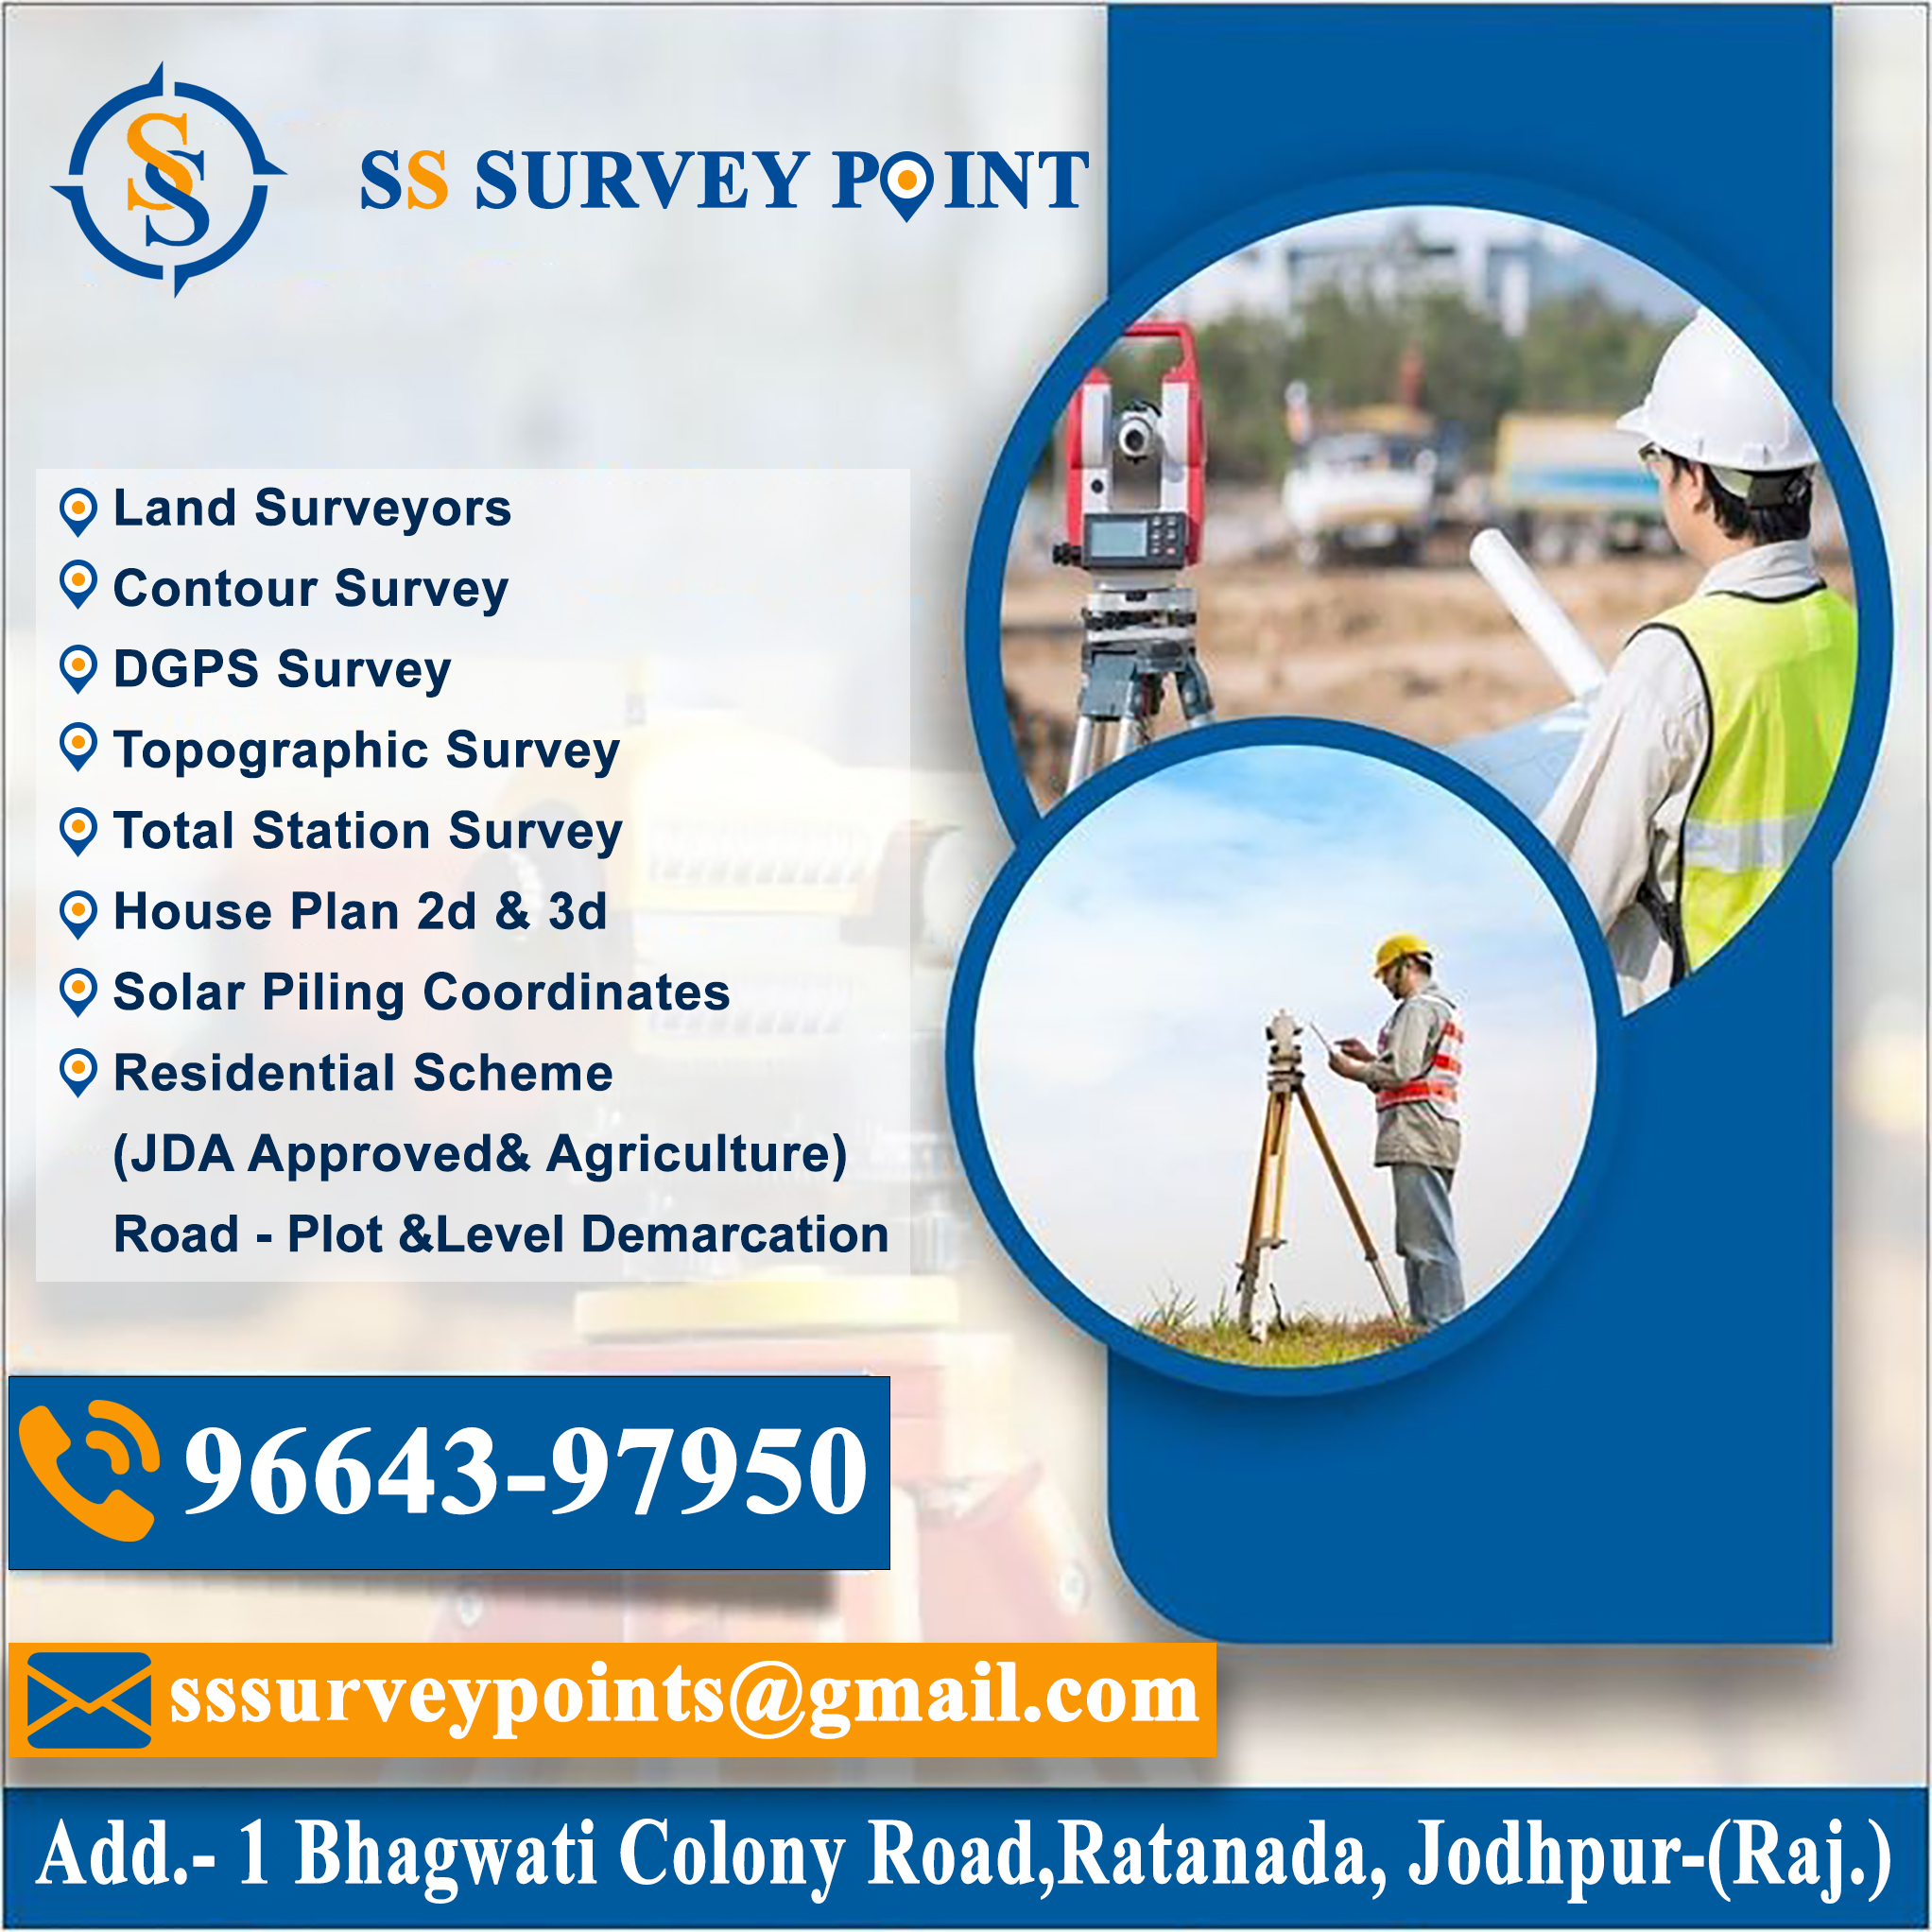 SS
SS SURVEY POINT
Land Surveyors
Contour Survey
DGPS Survey
Topographic Survey
Total Station Survey
House Plan 2d & 3d
Solar Piling Coordinates
Residential Scheme
(JDA Approved& Agriculture)
Road - Plot &Level Demarcation
96643-97950
sssurveypoints@gmail.com
Add.- 1 Bhagwati Colony Road,Ratanada, Jodhpur-(Raj.)